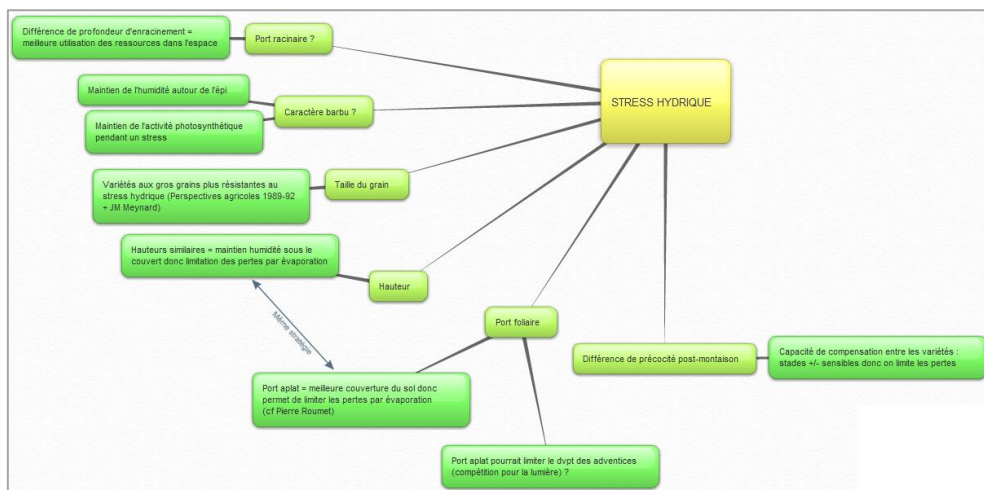 Différence de profondeur d'enracinement =
meilleure utilisation des ressources dans l'espace
Port racinaire ?
STRESS HYDRIQUE
Maintien de l'humidité autour de l'épi
Caractère barbu ?
Maintien de l'activité photosynthétique
pendant un stress
Variétés aux gros grains plus résistantes au
stress hydrique (Perspectives agricoles 1989-92
+ JM Meynard)
Taille du grain
Hauteurs similaires = maintien humidité sous le
couvert donc limitation des pertes par évaporation
Hauteur
Même stratégie
Port foliaire
Différence de précocité post-montaison
Capacité de compensation entre les variétés :
stades +/- sensibles donc on limite les pertes
Port aplat = meilleure couverture du sol donc
permet de limiter les pertes par évaporation
(cf Pierre Roumet)
Port aplat pourrait limiter le dvpt des adventices
(compétition pour la lumière) ?